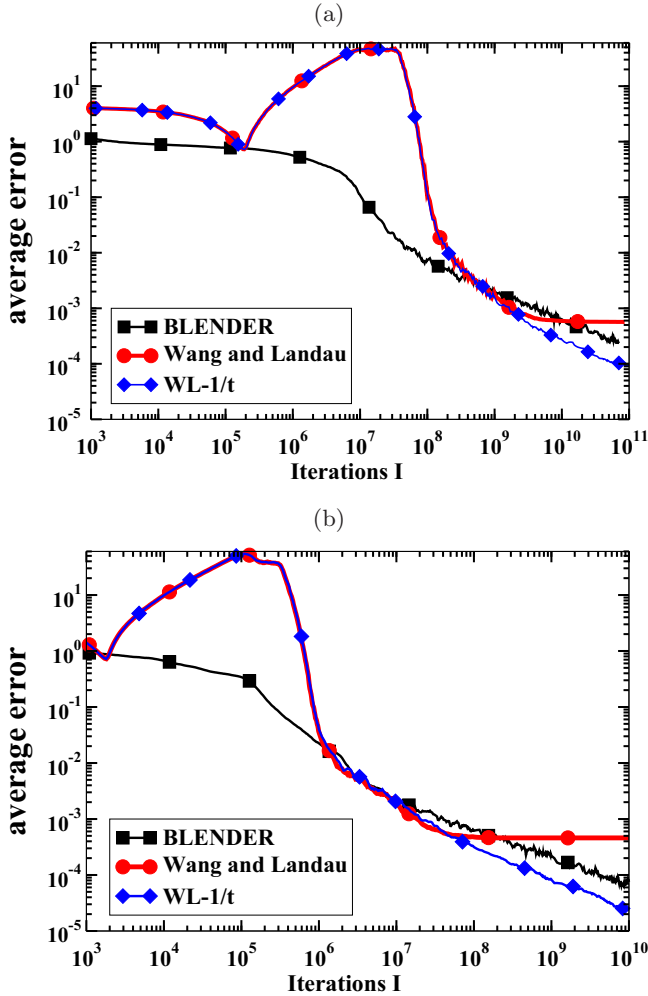 (a)
average error
10^1
10^0
10^-1
10^-2
10^-3
10^-4
10^-5
BLENDER
Wang and Landau
WL-1/t
10^3 10^4 10^5 10^6 10^7 10^8 10^9 10^10 10^11
Iterations I
(b)
average error
10^1
10^0
10^-1
10^-2
10^-3
10^-4
10^-5
BLENDER
Wang and Landau
WL-1/t
10^3 10^4 10^5 10^6 10^7 10^8 10^9 10^10
Iterations I